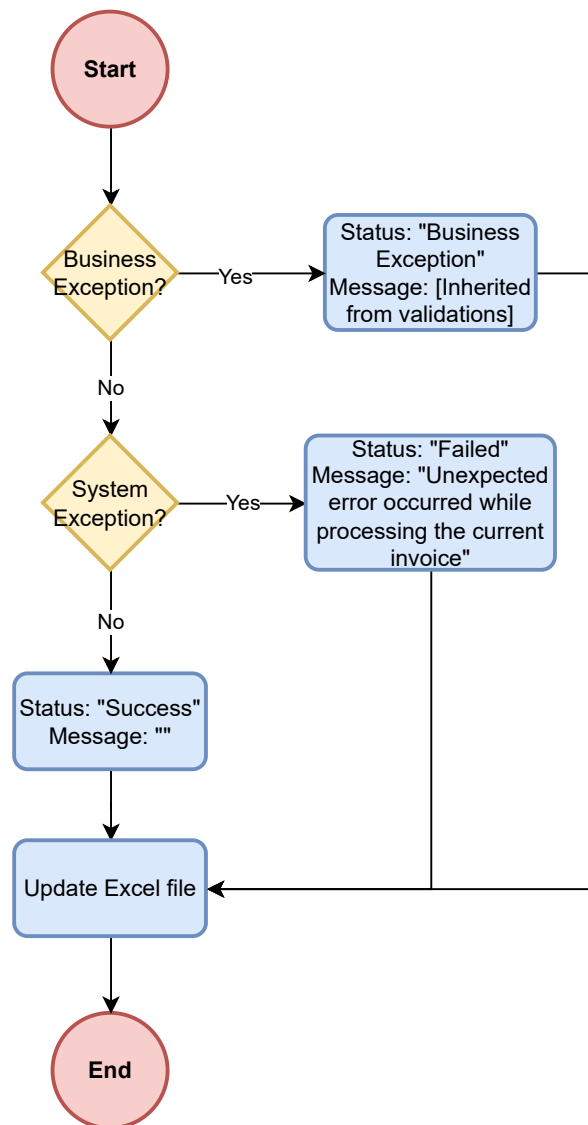 Start
Business
Exception?
Yes
Status: "Business
Exception"
Message: [Inherited
from validations]
No
System
Exception?
Yes
Status: "Failed"
Message: "Unexpected
error occurred while
processing the current
invoice"
No
Status: "Success"
Message: ""
Update Excel file
End